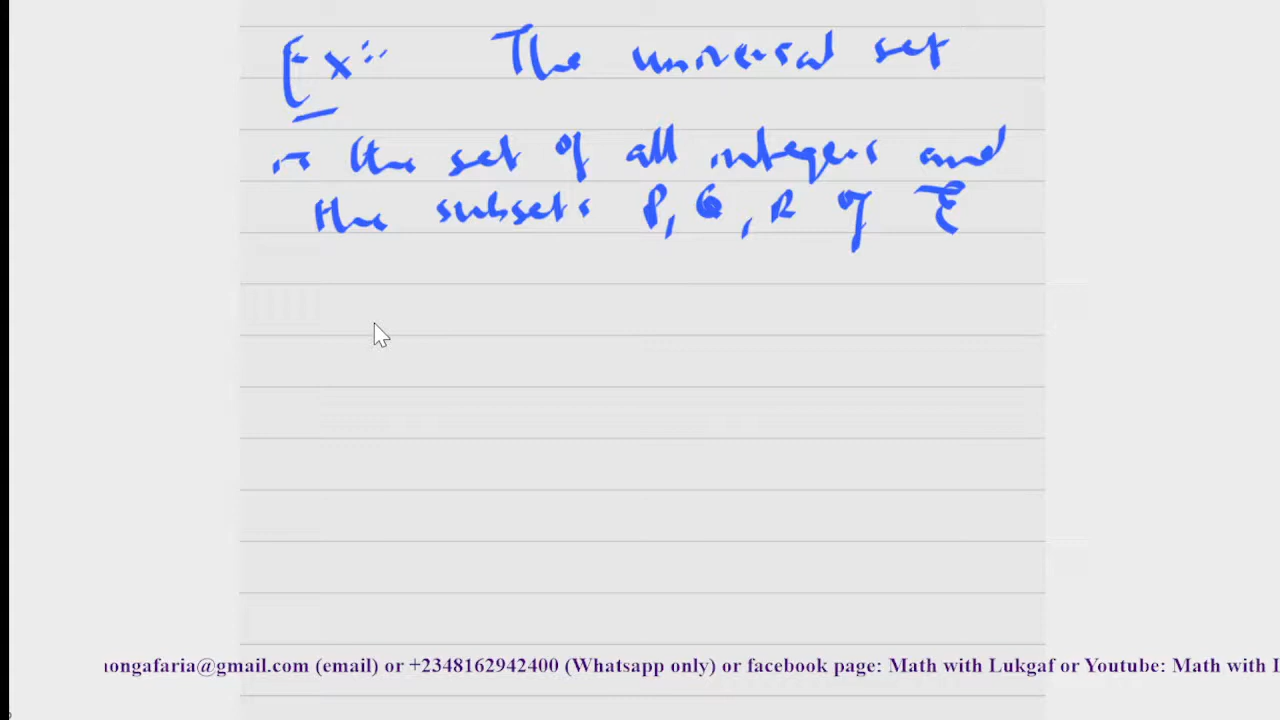 Ex:- The universal set
is the set of all integers and
the subsets P, Q, R of ξ
ongafaria@gmail.com (email) or +2348162942400 (Whatsapp only) or facebook page: Math with Lukgaf or Youtube: Math with